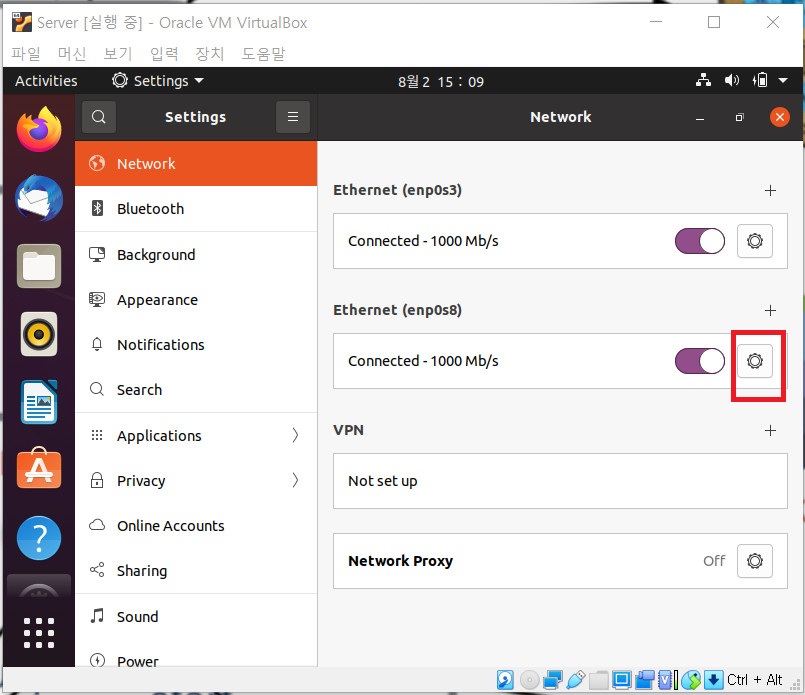 Server [실행 중] - Oracle VM VirtualBox
파일 머신 보기 입력 장치 도움말
Activities Settings 8월 2 15 : 09
Settings Network
Network
Bluetooth
Background
Appearance
Notifications
Search
Applications
Privacy
Online Accounts
Sharing
Sound
Power
Ethernet (enp0s3)
Connected - 1000 Mb/s
Ethernet (enp0s8)
Connected - 1000 Mb/s
VPN
Not set up
Network Proxy Off
Ctrl + Alt